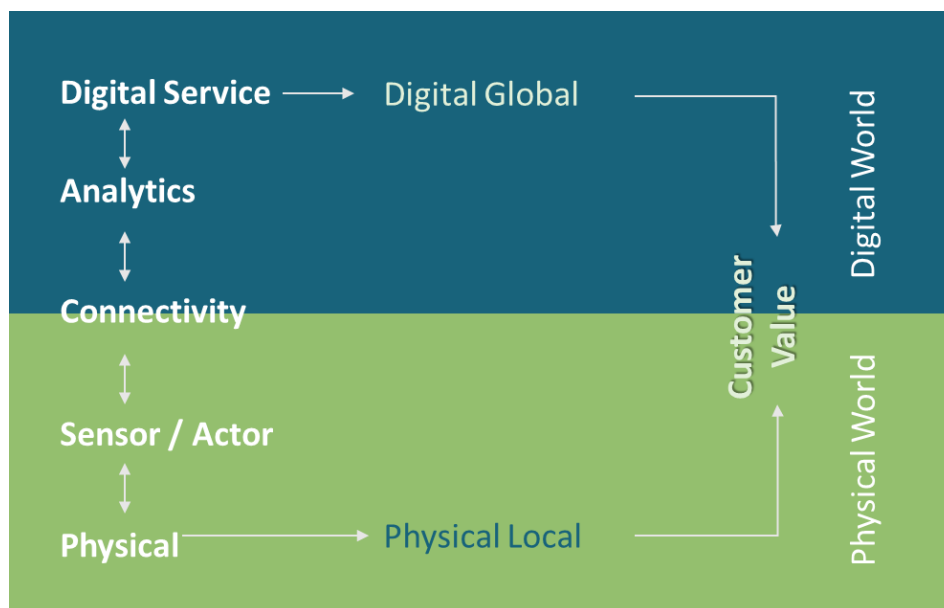 Digital Service
Digital Global
Analytics
Connectivity
Sensor / Actor
Physical
Physical Local
Customer
Value
Digital World
Physical World